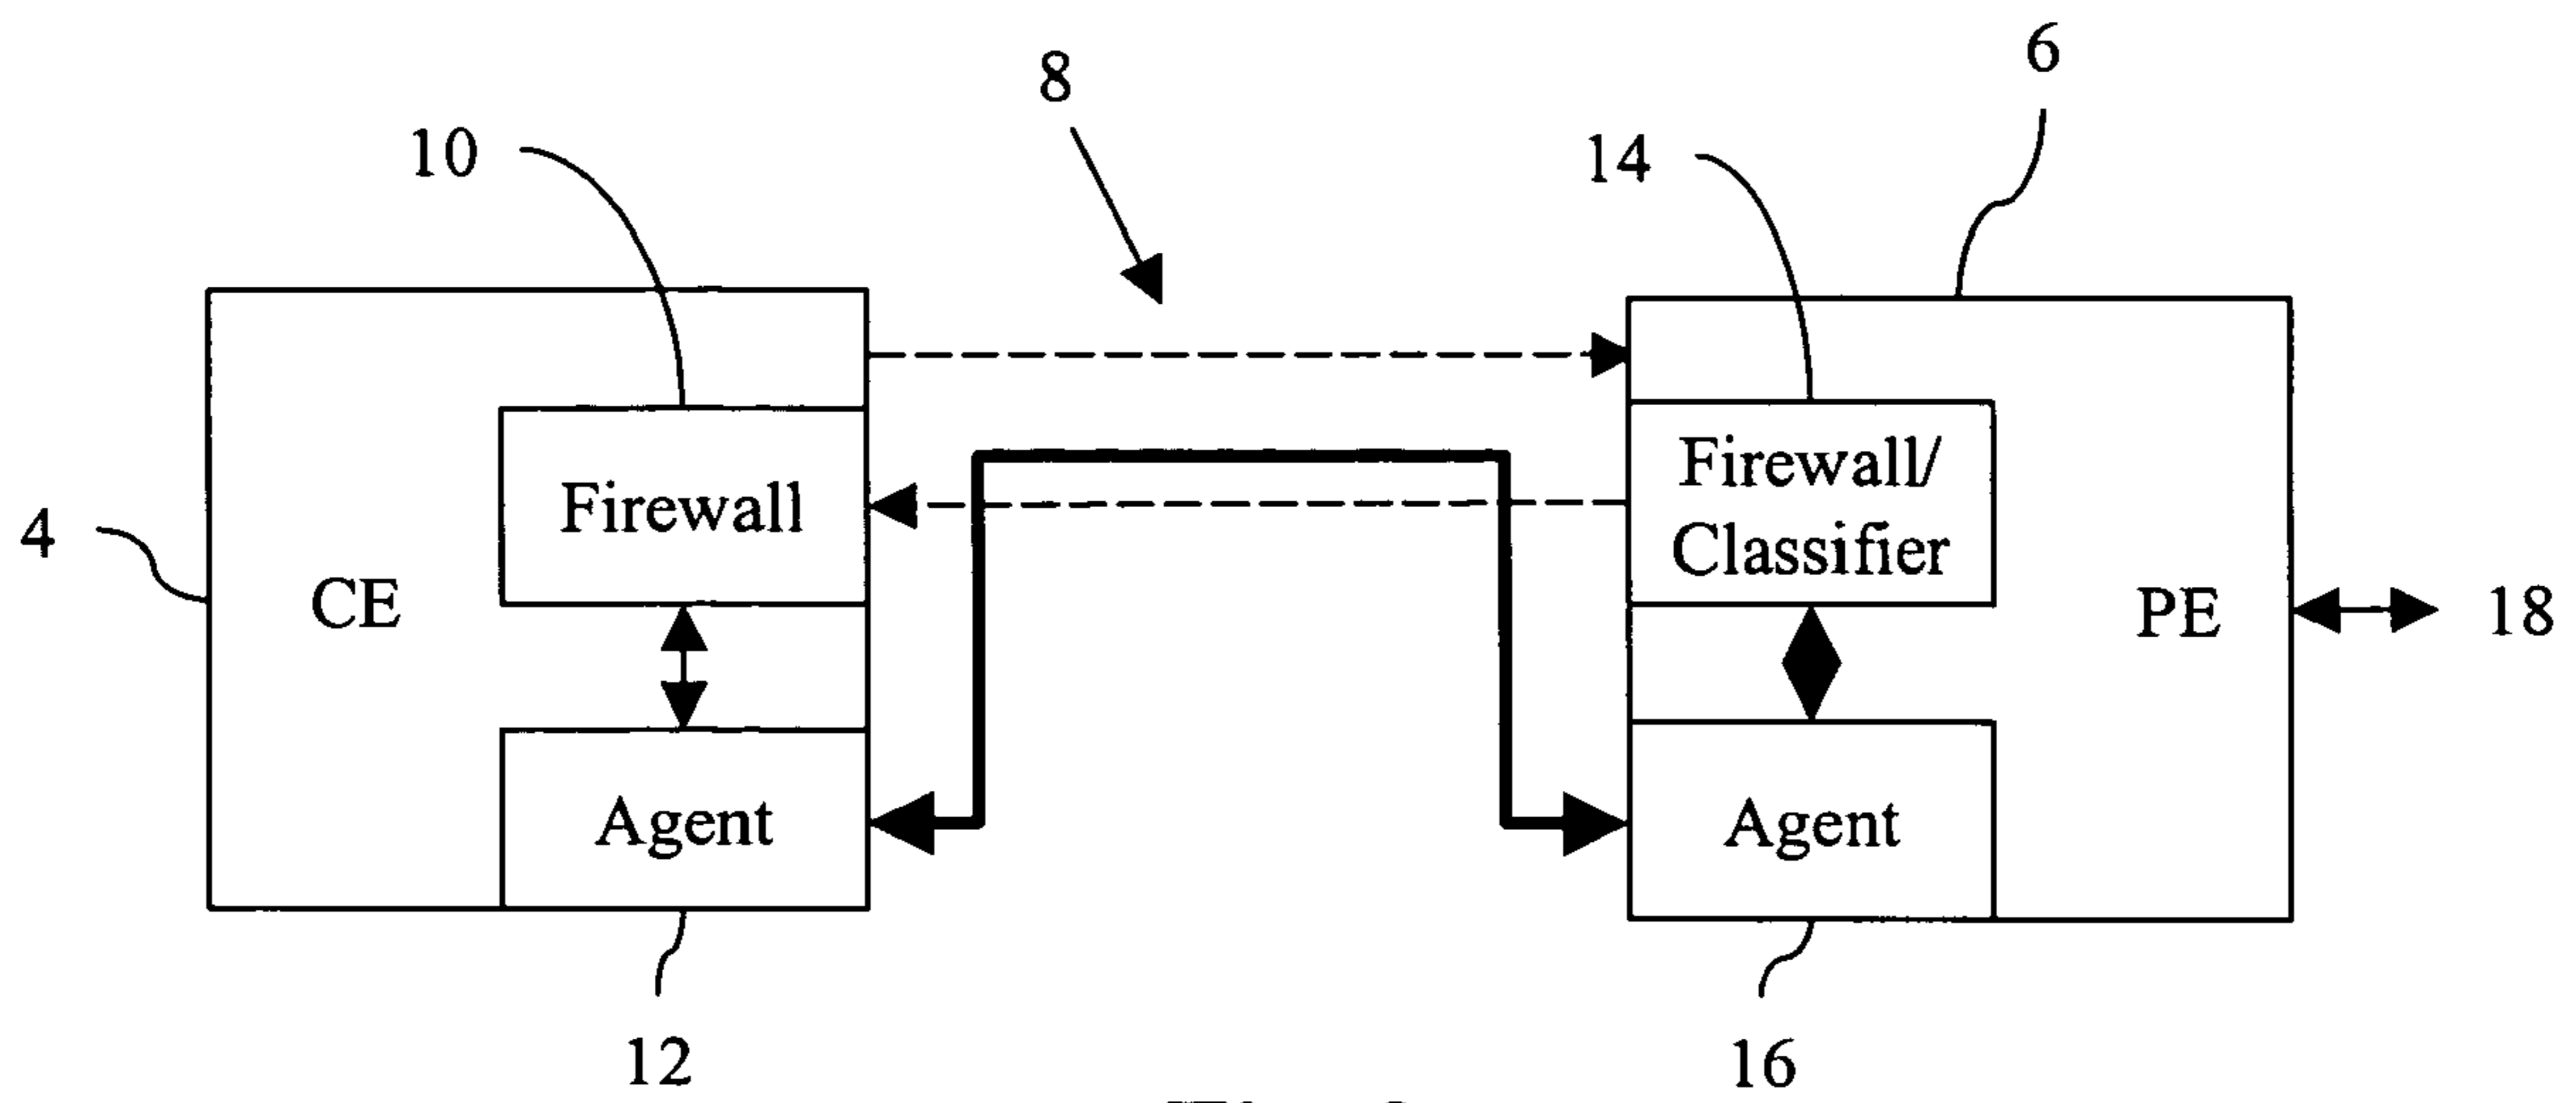 6
8
10
14
Firewall/
Classifier
Firewall
4
CE
PE
18
Agent
Agent
12
16